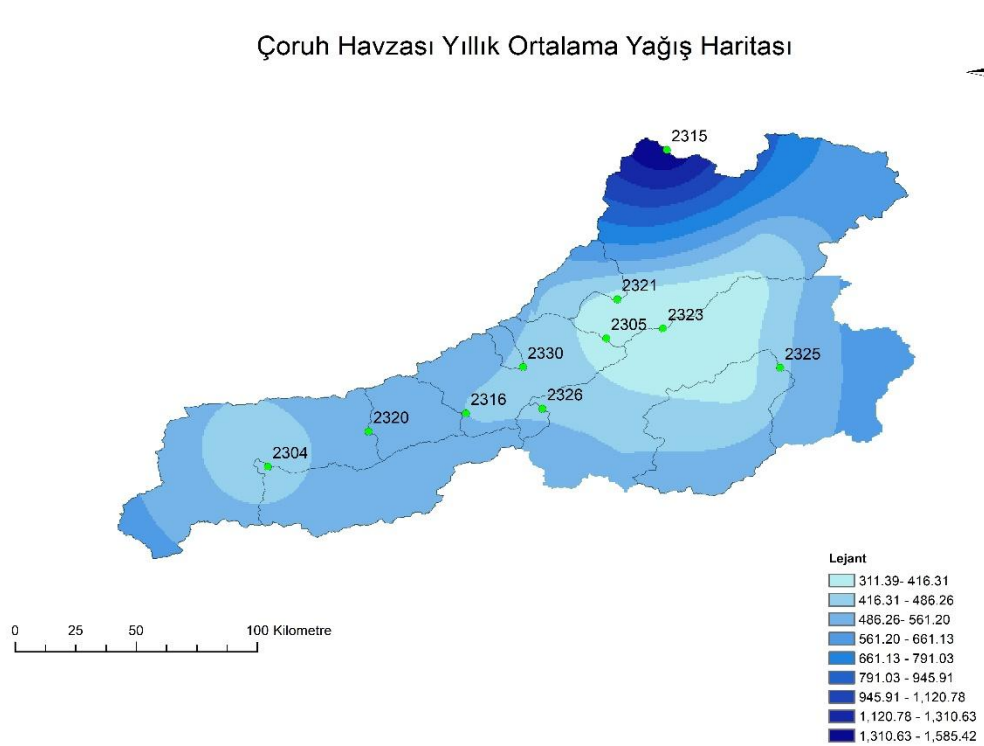 Çoruh Havzası Yıllık Ortalama Yağış Haritası
2315
2321
2323
2305
2330
2325
2316
2326
2320
2304
0 25 50 100 Kilometre
Lejant
311.39- 416.31
416.31 - 486.26
486.26- 561.20
561.20 - 661.13
661.13 - 791.03
791.03 - 945.91
945.91 - 1,120.78
1,120.78 - 1,310.63
1,310.63 - 1,585.42